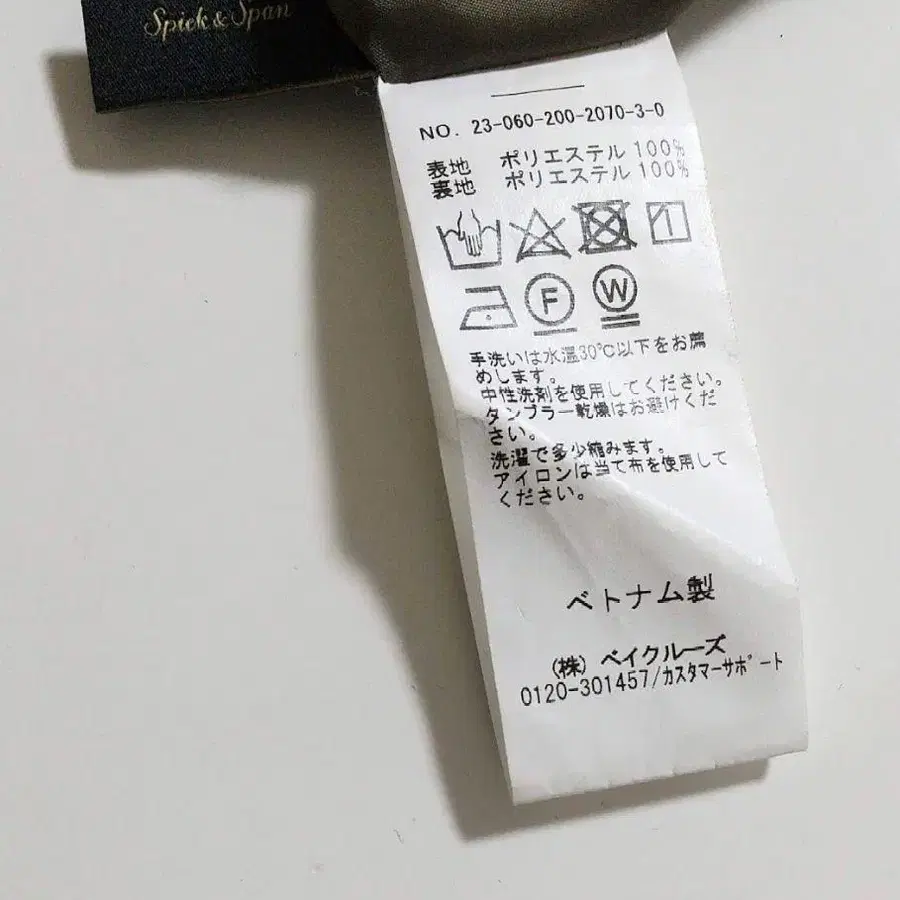 Spick & Span
NO. 23-060-200-2070-3-0
表地 ポリエステル 100%
裏地 ポリエステル 100%
F
W
手洗いは水温30℃以下をお薦
めします。
中性洗剤を使用してください。
タンブラー乾燥はお避けくだ
さい。
洗濯で多少縮みます。
アイロンは当て布を使用して
ください。
ベトナム製
(株) ベイクルーズ
0120-301457/カスタマーサポート